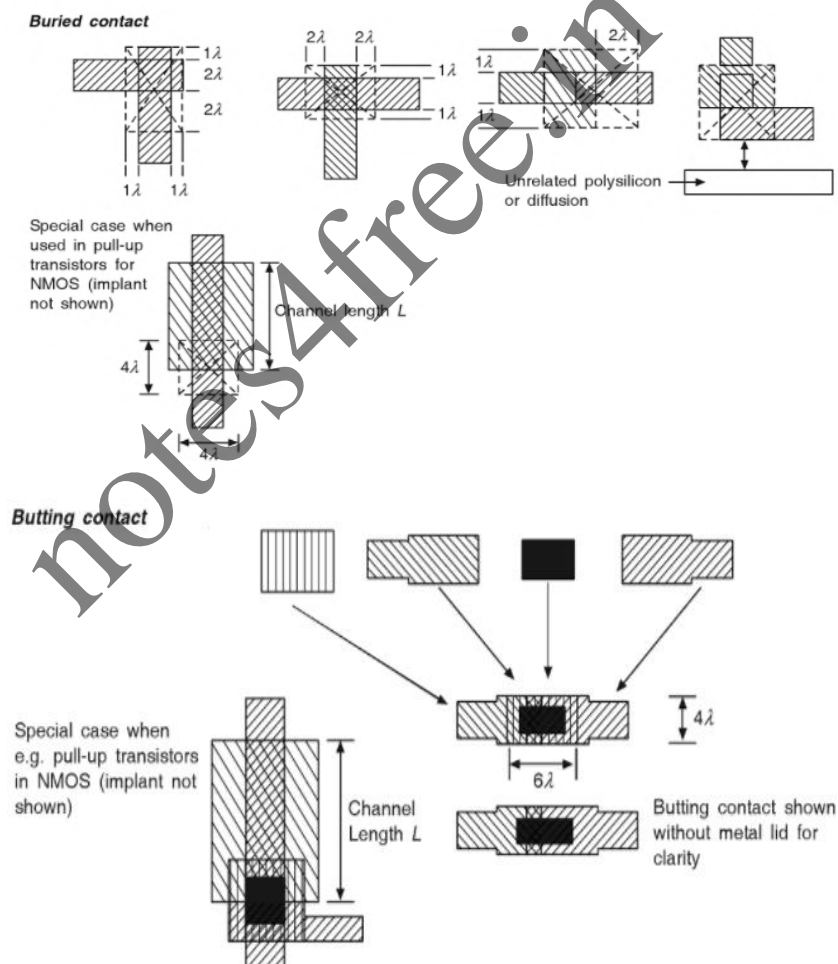 Buried contact
1λ
2λ
2λ
1λ 1λ
2λ 2λ
1λ
1λ
2λ
1λ
1λ
Unrelated polysilicon
or diffusion
Special case when
used in pull-up
transistors for
NMOS (implant
not shown)
Channel length L
4λ
4λ
notes4free.in
Butting contact
4λ
6λ
Special case when
e.g. pull-up transistors
in NMOS (implant not
shown)
Channel
Length L
Butting contact shown
without metal lid for
clarity